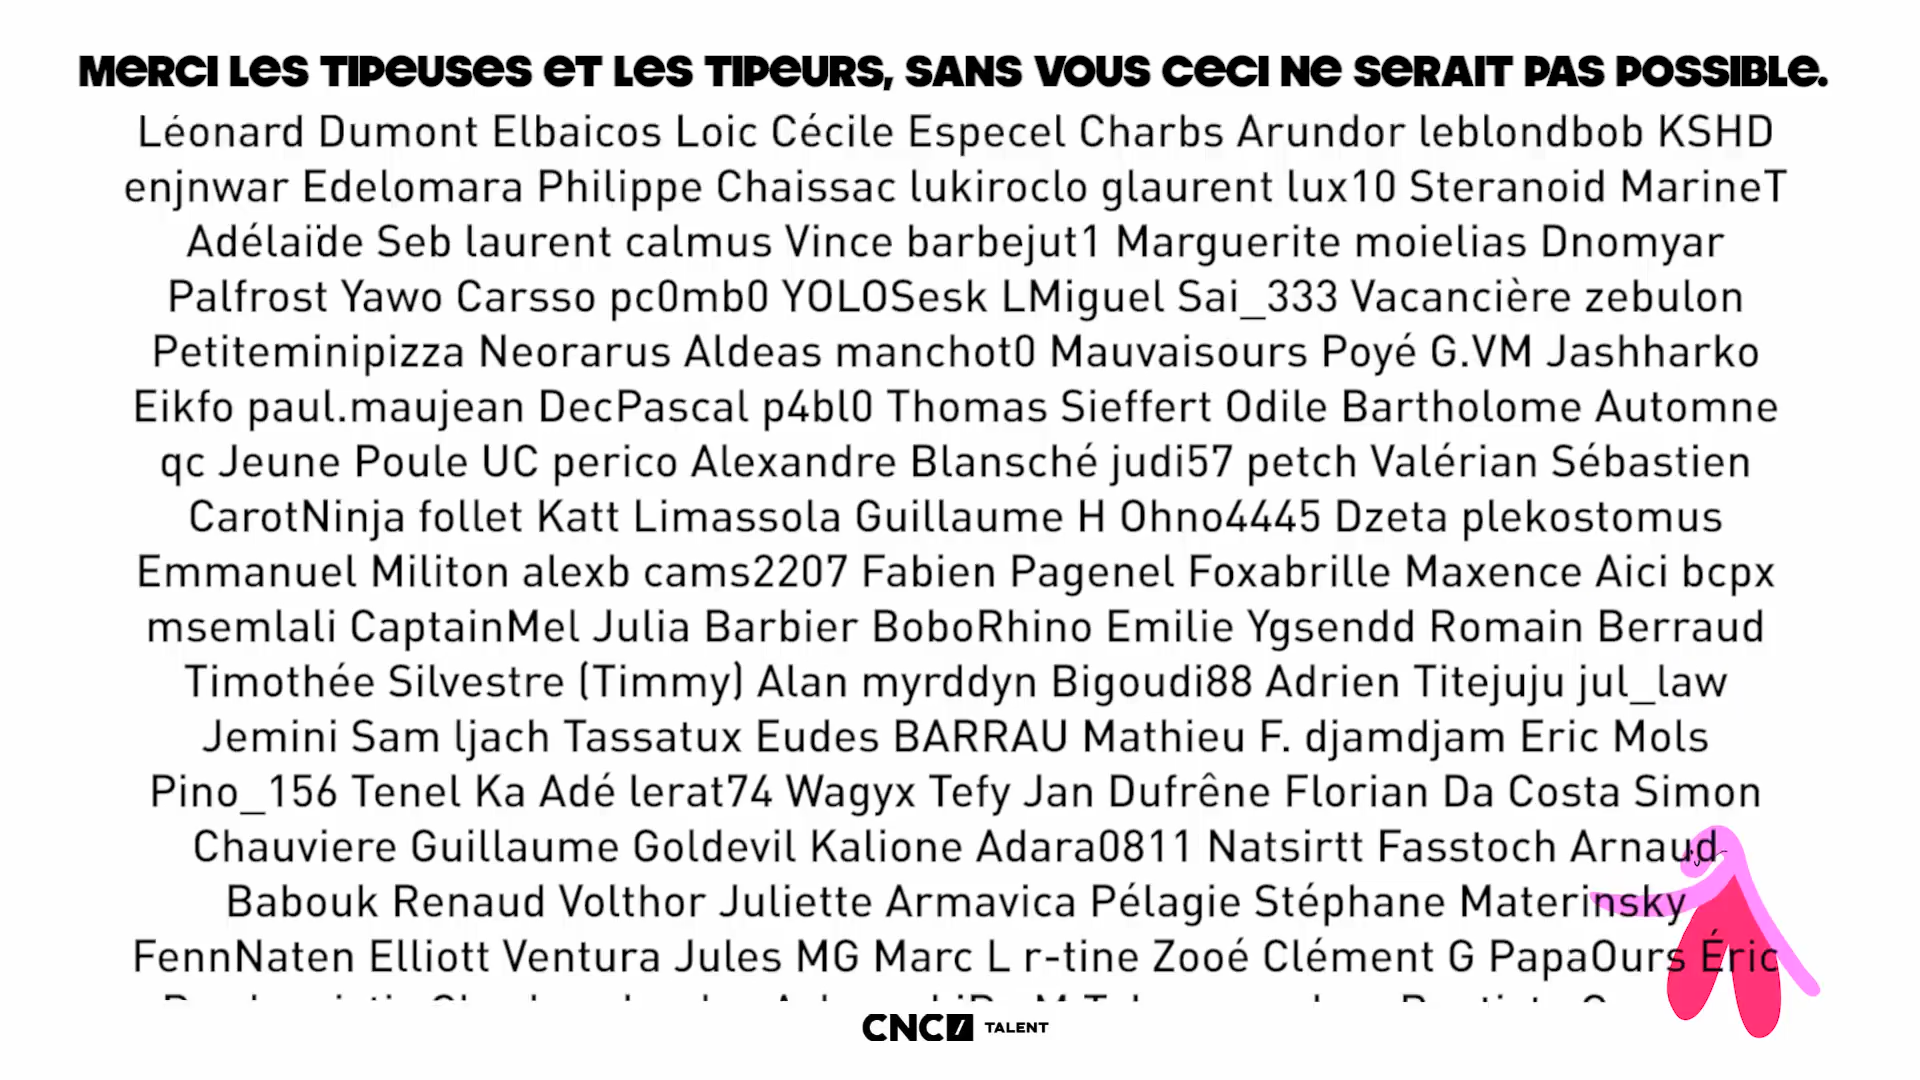 MERCI LES TIPEUSES ET LES TIPEURS, SANS VOUS CECI NE SERAIT PAS POSSIBLE.
Léonard Dumont Elbaicos Loic Cécile Especel Charbs Arundor leblondbob KSHD
enjnwar Edelomara Philippe Chaissac lukiroclo glaurent lux10 Steranoid MarineT
Adélaïde Seb laurent calmus Vince barbejut1 Marguerite moielias Dnomyar
Palfrost Yawo Carsso pc0mb0 YOLOSesk LMiguel Sai_333 Vacancière zebulon
Petiteminipizza Neorarus Aldeas manchot0 Mauvaisours Poyé G.VM Jashharko
Eikfo paul.maujean DecPascal p4bl0 Thomas Sieffert Odile Bartholome Automne
qc Jeune Poule UC perico Alexandre Blansché judi57 petch Valérian Sébastien
CarotNinja follet Katt Limassola Guillaume H Ohno4445 Dzeta plekostomus
Emmanuel Militon alexb cams2207 Fabien Pagenel Foxabrille Maxence Aici bcpx
msemlali CaptainMel Julia Barbier BoboRhino Emilie Ygsendd Romain Berraud
Timothée Silvestre (Timmy) Alan myrddyn Bigoudi88 Adrien Titejuju jul_law
Jemini Sam ljach Tassatux Eudes BARRAU Mathieu F. djamdjam Eric Mols
Pino_156 Tenel Ka Adé lerat74 Wagyx Tefy Jan Dufrêne Florian Da Costa Simon
Chauviere Guillaume Goldevil Kalione Adara0811 Natsirtt Fasstoch Arnaud
Babouk Renaud Volthor Juliette Armavica Pélagie Stéphane Materinsky
FennNaten Elliott Ventura Jules MG Marc L r-tine Zooé Clément G PapaOurs Éric
CNC/ TALENT